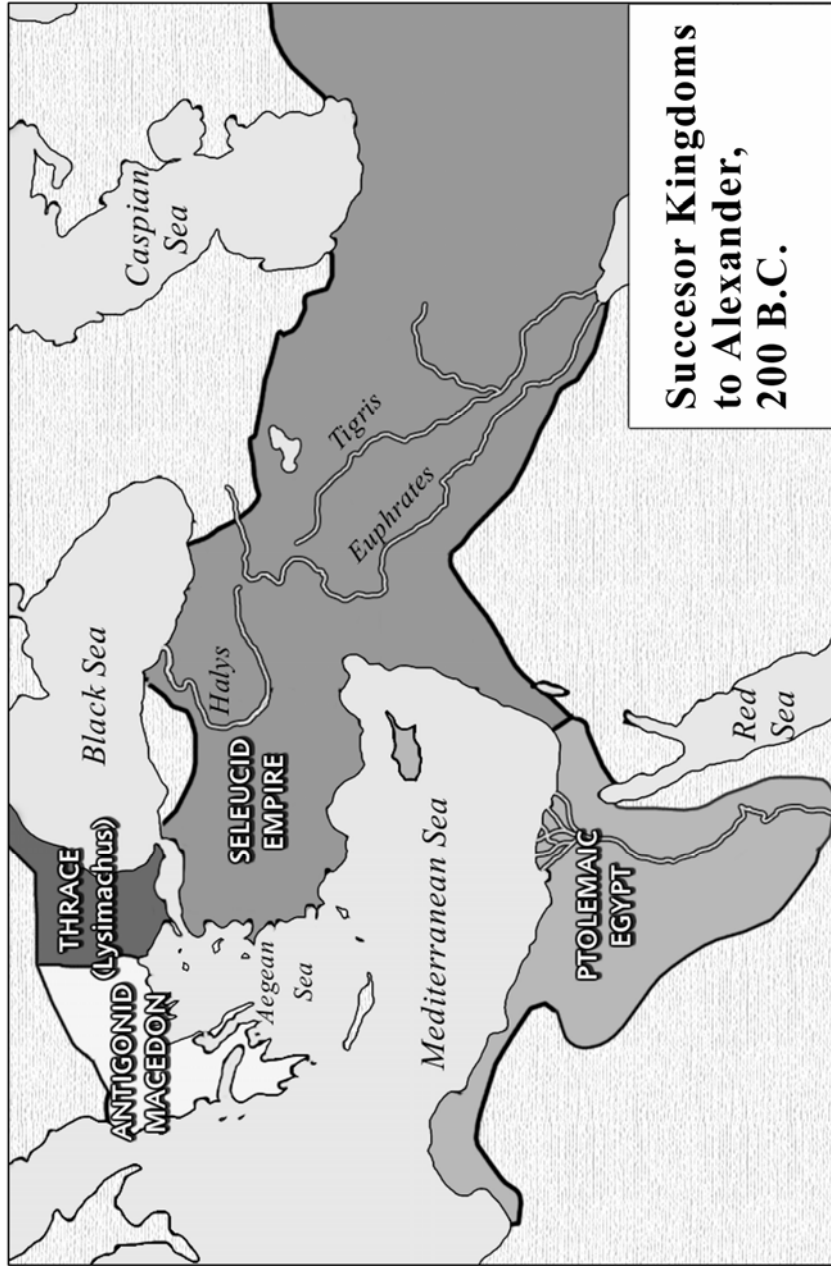 Succesor Kingdoms
to Alexander,
200 B.C.
THRACE
(Lysimachus)
ANTIGONID
MACEDON
Black Sea
Caspian
Sea
Halys
SELEUCID
EMPIRE
Aegean
Sea
Tigris
Euphrates
Mediterranean Sea
PTOLEMAIC
EGYPT
Red
Sea